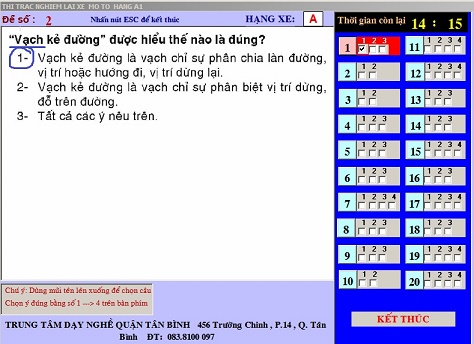 THI TRAC NGHIEM LAI XE MO TO HANG A1
Đề số: 2 Nhấn nút ESC để kết thúc HẠNG XE: A Thời gian còn lại 14 : 15
“Vạch kẻ đường” được hiểu thế nào là đúng?
1- Vạch kẻ đường là vạch chỉ sự phân chia làn đường,
vị trí hoặc hướng đi, vị trí dừng lại.
2- Vạch kẻ đường là vạch chỉ sự phân biệt vị trí dừng,
đỗ trên đường.
3- Tất cả các ý nêu trên.
1 1 2 3
2 1 2
3 1 2 3
4 1 2 3
5 1 2 3
6 1 2 3
7 1 2 3 4
8 1 2 3
9 1 2 3
10 1 2
11 1 2 3 4
12 1 2 3
13 1 2 3
14 1 2 3
15 1 2 3 4
16 1 2 3
17 1 2 3 4
18 1 2 3
19 1 2 3
20 1 2 3 4
Chú ý: Dùng mũi tên lên xuống để chọn câu
Chọn ý đúng bằng số 1 ---> 4 trên bàn phím
KẾT THÚC
TRUNG TÂM DẠY NGHỀ QUẬN TÂN BÌNH 456 Trường Chinh , P.14 , Q. Tân
Bình ĐT: 083.8100 097